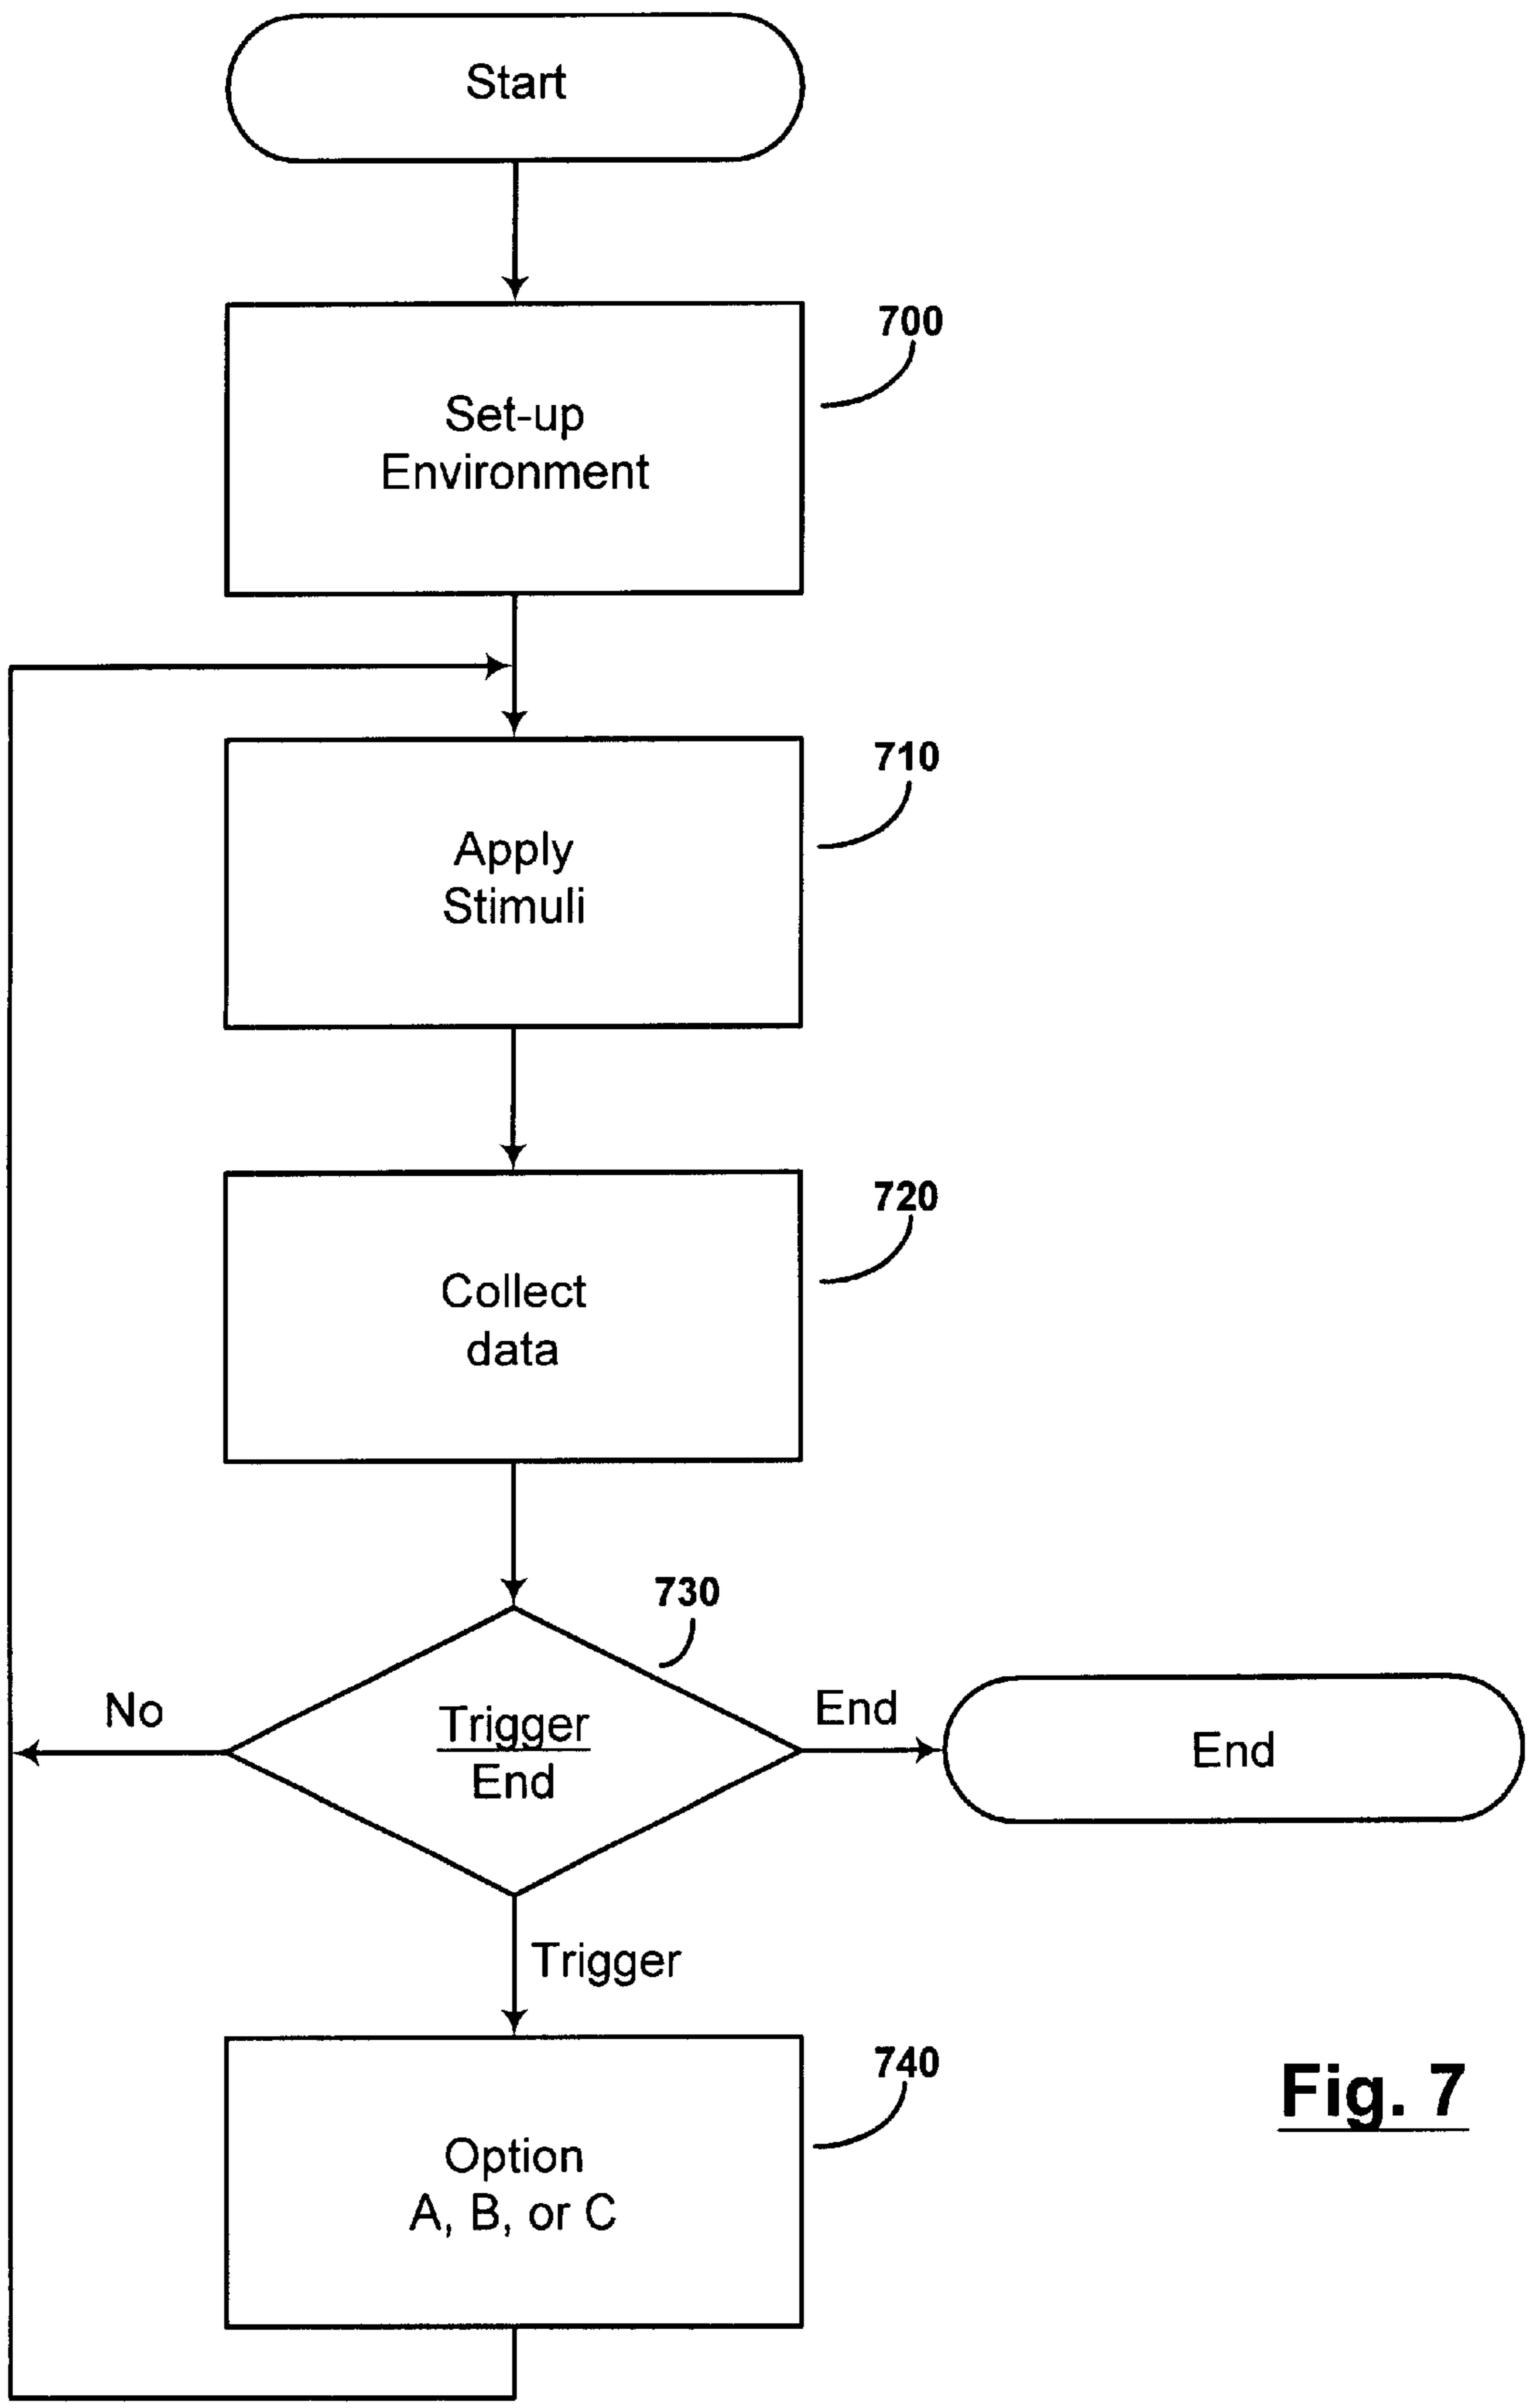 Start
700
Set-up
Environment
710
Apply
Stimuli
720
Collect
data
730
No
Trigger
End
End
End
Trigger
740
Option
A, B, or C
Fig. 7